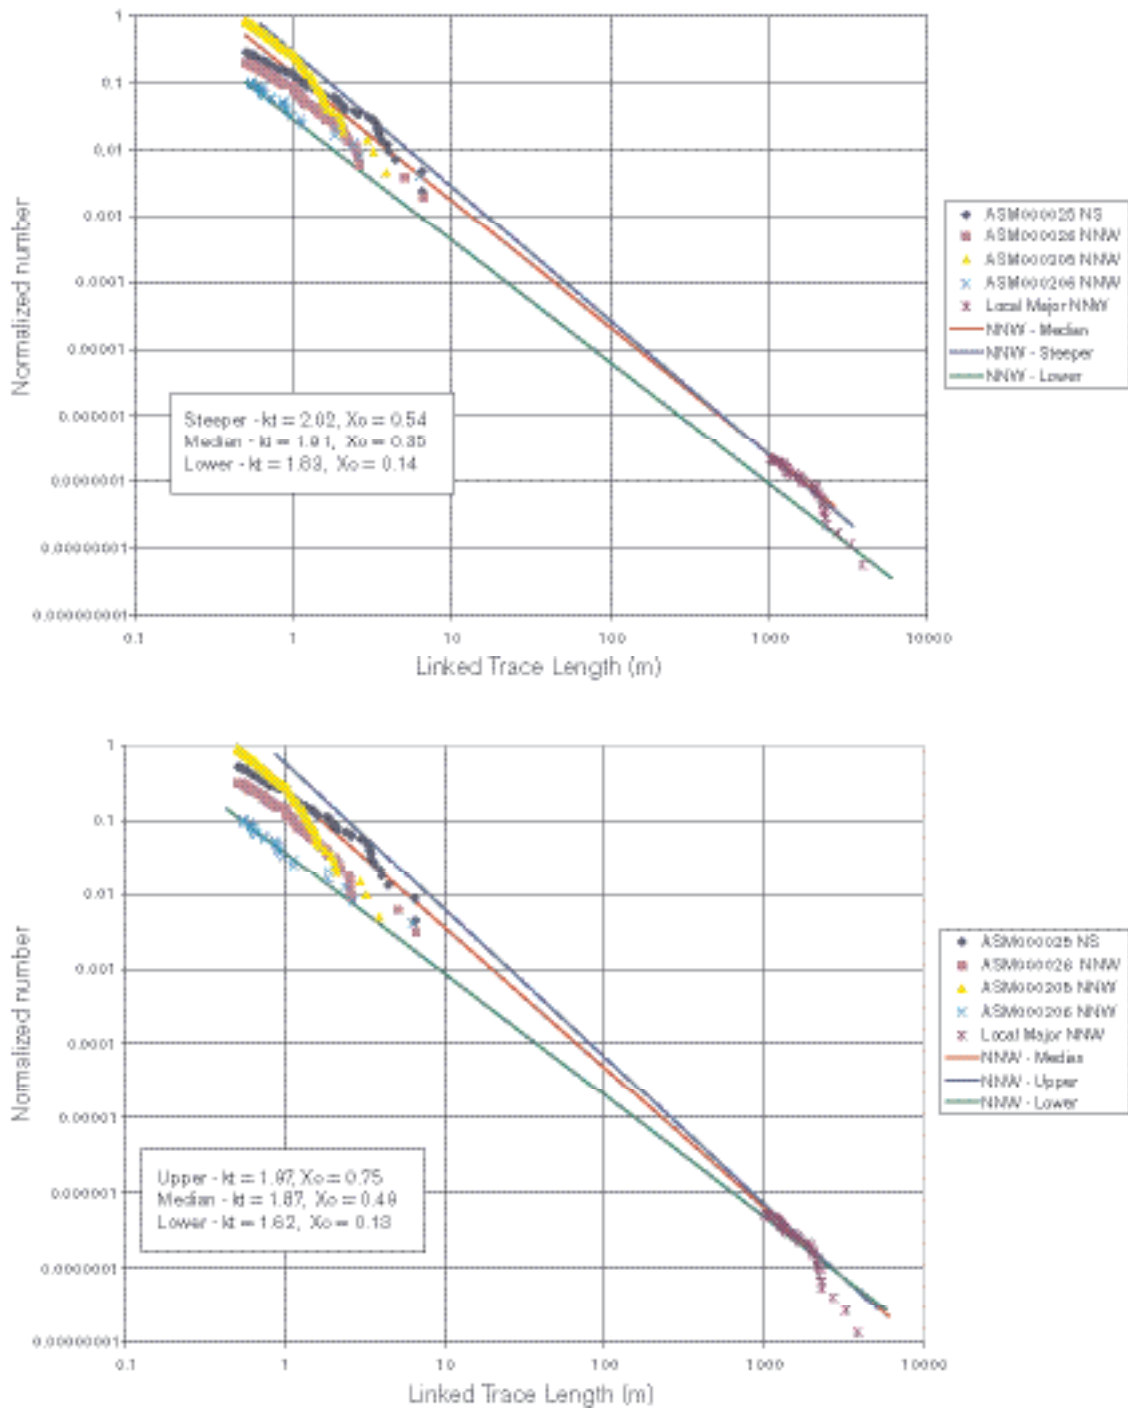 1
0.1
0.01
0.001
0.0001
0.00001
0.000001
0.0000001
0.00000001
0.000000001
Normalized number
0.1
1
10
100
1000
10000
Linked Trace Length (m)
Steeper - kt = 2.02, Xo = 0.54
Median - kt = 1.91, Xo = 0.35
Lower - kt = 1.83, Xo = 0.14
ASM000025 NS
ASM000026 NNW
ASM000205 NNW
ASM000206 NNW
Local Major NNW
NNW - Median
NNW - Steeper
NNW - Lower
1
0.1
0.01
0.001
0.0001
0.00001
0.000001
0.0000001
0.00000001
Normalized number
0.1
1
10
100
1000
10000
Linked Trace Length (m)
Upper - kt = 1.97, Xo = 0.75
Median - kt = 1.87, Xo = 0.49
Lower - kt = 1.62, Xo = 0.13
ASM000025 NS
ASM000026 NNW
ASM000205 NNW
ASM000206 NNW
Local Major NNW
NNW - Median
NNW - Upper
NNW - Lower